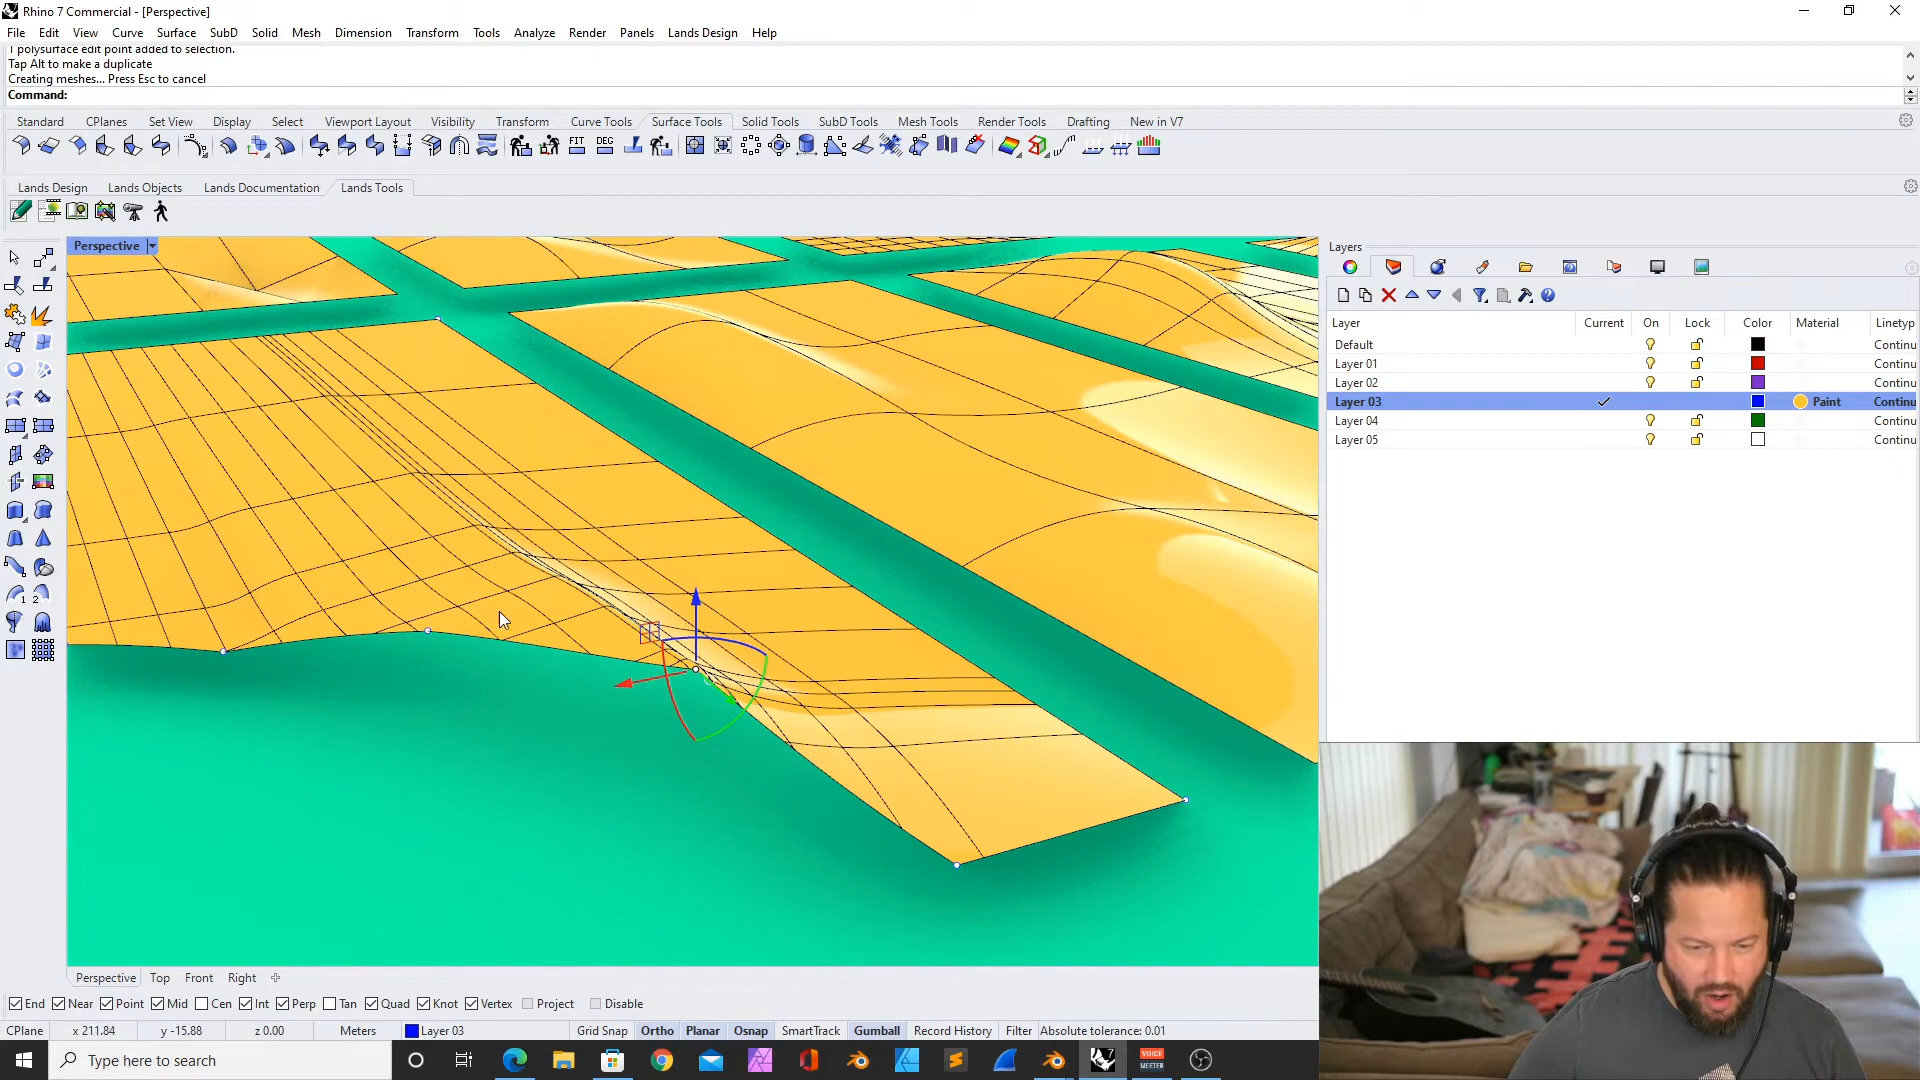 Rhino 7 Commercial - [Perspective]
File Edit View Curve Surface SubD Solid Mesh Dimension Transform Tools Analyze Render Panels Lands Design Help
1 polysurface edit point added to selection.
Tap Alt to make a duplicate
Creating meshes... Press Esc to cancel
Command:
Standard CPlanes Set View Display Select Viewport Layout Visibility Transform Curve Tools Surface Tools Solid Tools SubD Tools Mesh Tools Render Tools Drafting New in V7
FIT DEG
Lands Design Lands Objects Lands Documentation Lands Tools
Perspective
Layers
Layer Current On Lock Color Material Linetyp
Default Continu
Layer 01 Continu
Layer 02 Continu
Layer 03 Paint Continu
Layer 04 Continu
Layer 05 Continu
1 2
Perspective Top Front Right
End Near Point Mid Cen Int Perp Tan Quad Knot Vertex Project Disable
CPlane x 211.84 y -15.88 z 0.00 Meters Layer 03 Grid Snap Ortho Planar Osnap SmartTrack Gumball Record History Filter Absolute tolerance: 0.01
Type here to search
VOICE
MEETER